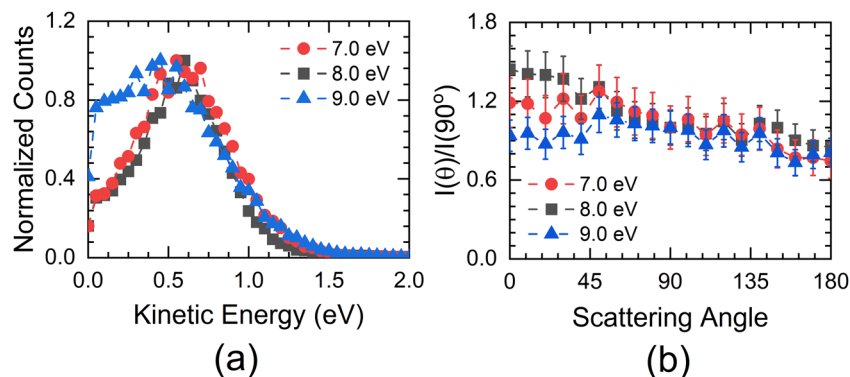 1.2
0.8
0.4
0.0
Normalized Counts
7.0 eV
8.0 eV
9.0 eV
0.0 0.5 1.0 1.5 2.0
Kinetic Energy (eV)
(a)
1.8
1.2
0.6
0.0
I(θ)/I(90°)
7.0 eV
8.0 eV
9.0 eV
0 45 90 135 180
Scattering Angle
(b)